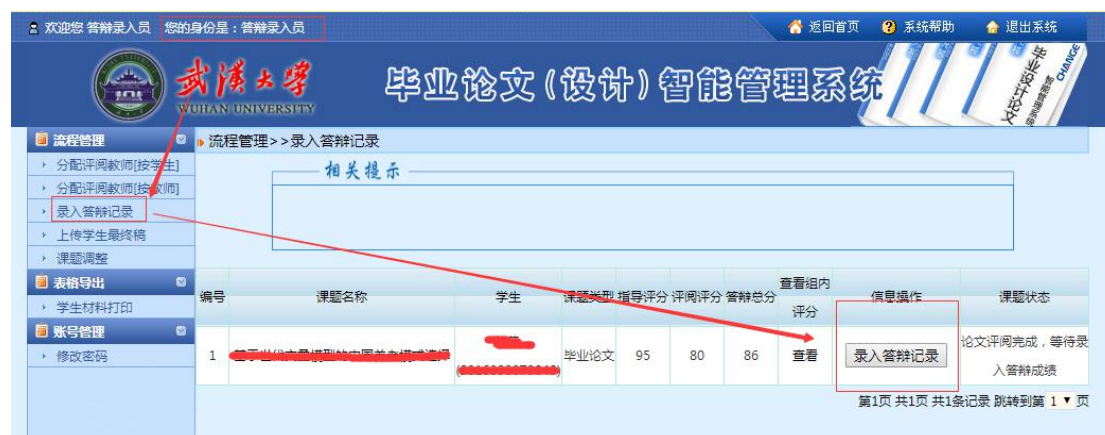 欢迎您 答辩录入员 您的身份是：答辩录入员
返回首页 系统帮助 退出系统
武漢大學
WUHAN UNIVERSITY
毕业论文(设计)智能管理系统
毕业设计论文
智能管理系统
CHANGE
流程管理
流程管理>>录入答辩记录
分配评阅教师[按学生]
分配评阅教师[按教师]
录入答辩记录
上传学生最终稿
课题调整
表格导出
学生材料打印
账号管理
修改密码
相关提示
编号 课题名称 学生 课题类型 指导评分 评阅评分 答辩总分 查看组内评分 信息操作 课题状态
1 毕业论文 95 80 86 查看 录入答辩记录 论文评阅完成，等待录
入答辩成绩
第1页 共1页 共1条记录 跳转到第 1 页